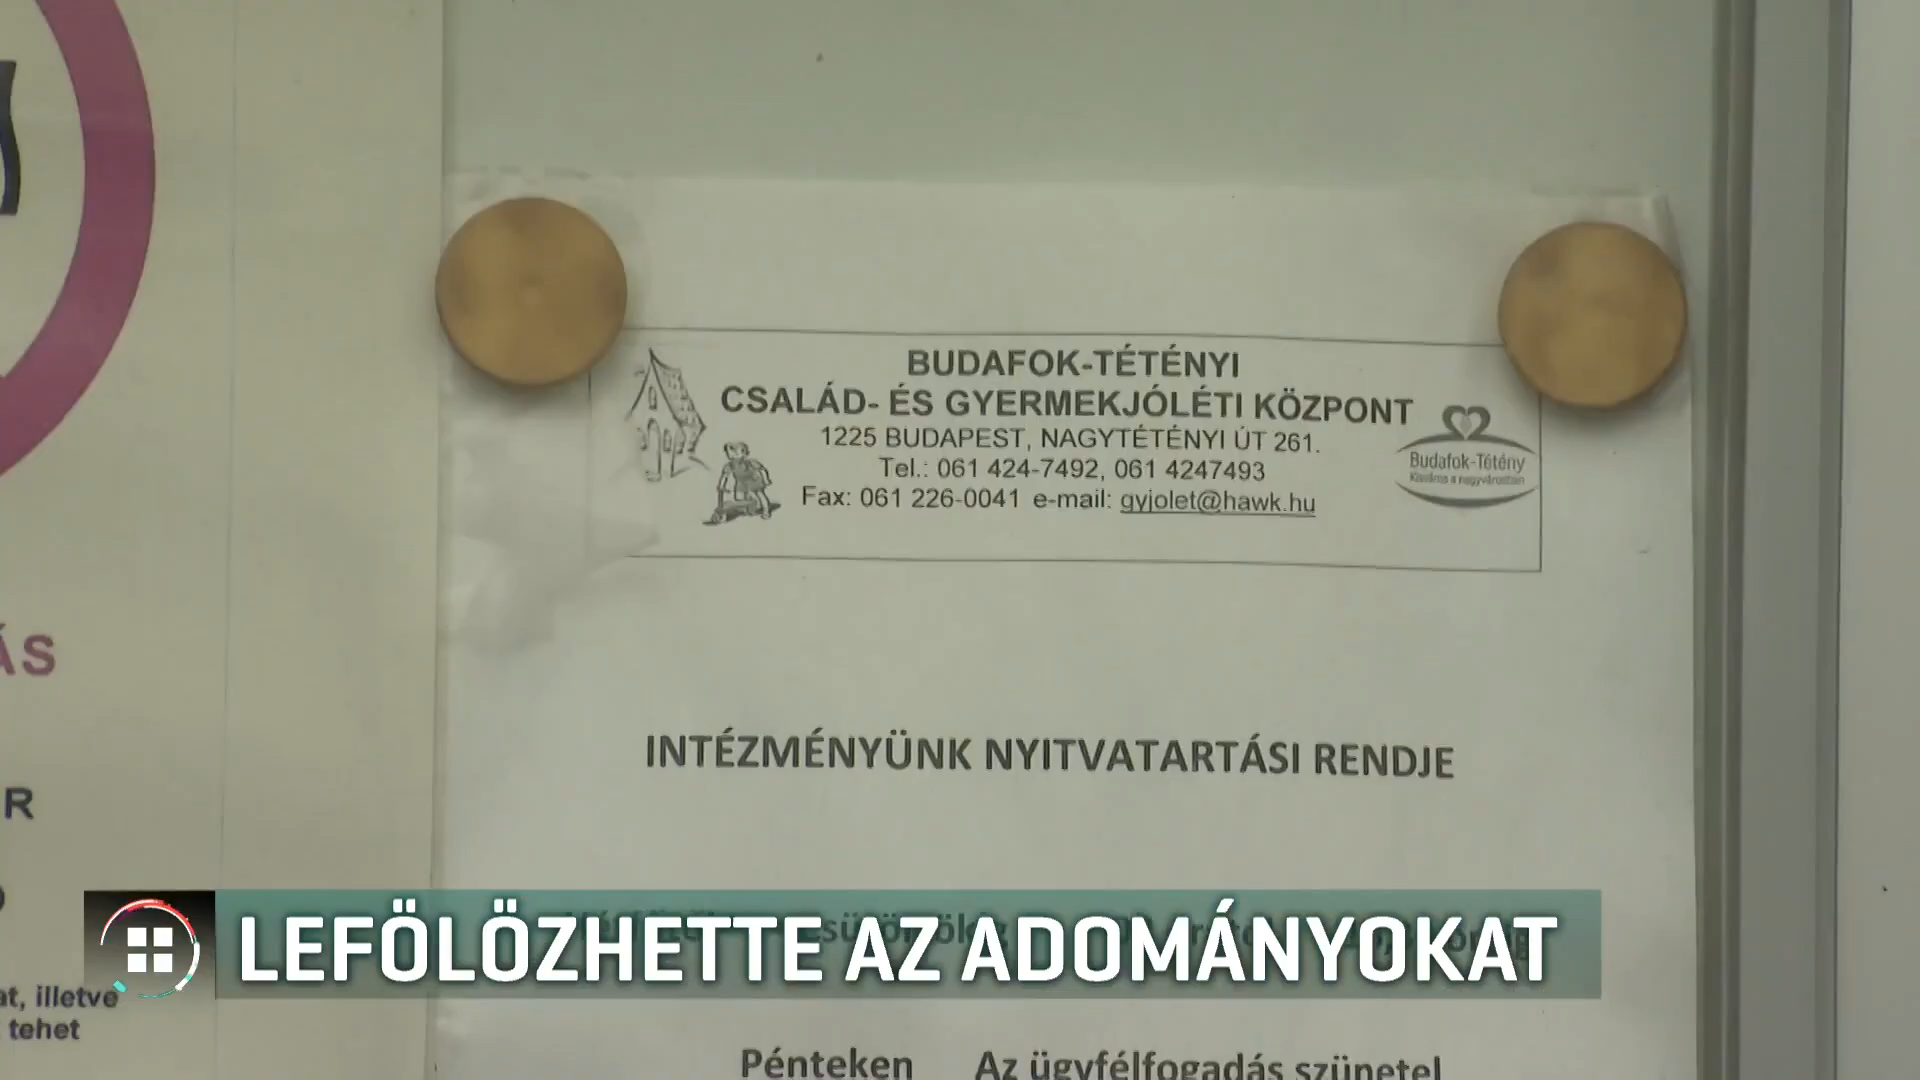 BUDAFOK-TÉTÉNYI
CSALÁD- ÉS GYERMEKJÓLÉTI KÖZPONT
1225 BUDAPEST, NAGYTÉTÉNYI ÚT 261.
Tel.: 061 424-7492, 061 4247493
Fax: 061 226-0041 e-mail: gyjolet@hawk.hu
Budafok-Tétény
Kisváros a nagyvárosban
ÁS
INTÉZMÉNYÜNK NYITVATARTÁSI RENDJE
R
LEFÖLÖZHETTE AZ ADOMÁNYOKAT
at, illetve
tehet
Pénteken Az ügyfélfogadás szünetel